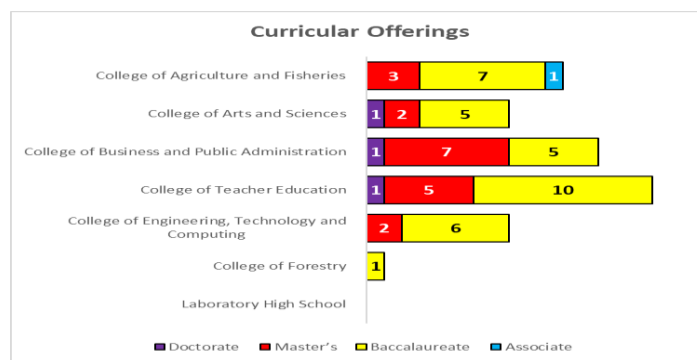 Curricular Offerings
College of Agriculture and Fisheries 3 7 1
College of Arts and Sciences 1 2 5
College of Business and Public Administration 1 7 5
College of Teacher Education 1 5 10
College of Engineering, Technology and
Computing 2 6
College of Forestry 1
Laboratory High School
Doctorate Master's Baccalaureate Associate